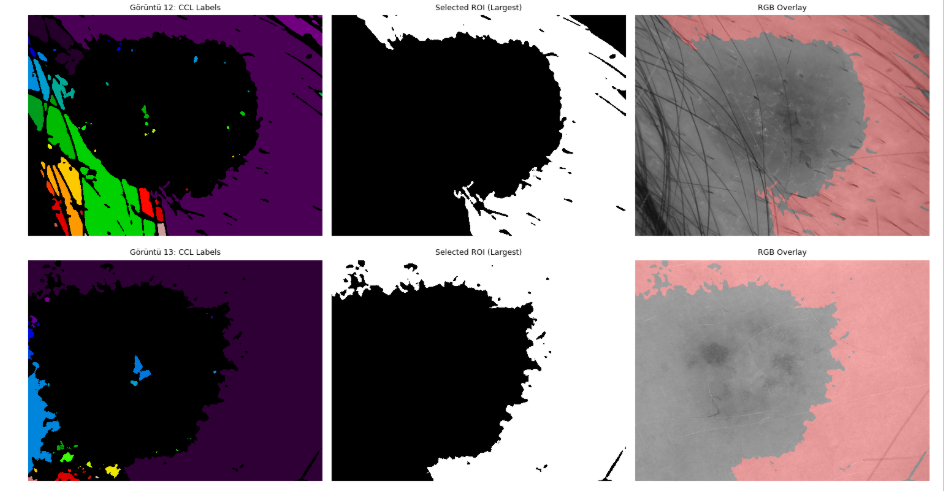 Görüntü 12: CCL Labels
Selected ROI (Largest)
RGB Overlay
Görüntü 13: CCL Labels
Selected ROI (Largest)
RGB Overlay